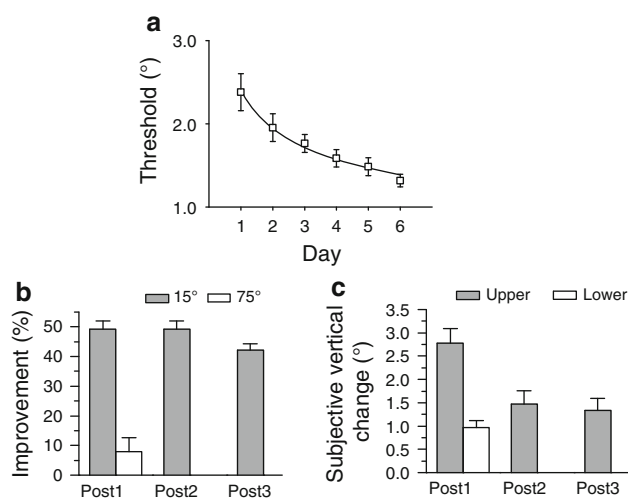 a
3.0
2.0
1.0
Threshold (°)
1 2 3 4 5 6
Day
b
15° 75°
50
40
30
20
10
0
Improvement (%)
Post1 Post2 Post3
c
Upper Lower
3.5
3.0
2.5
2.0
1.5
1.0
0.5
0.0
Subjective vertical
change (°)
Post1 Post2 Post3